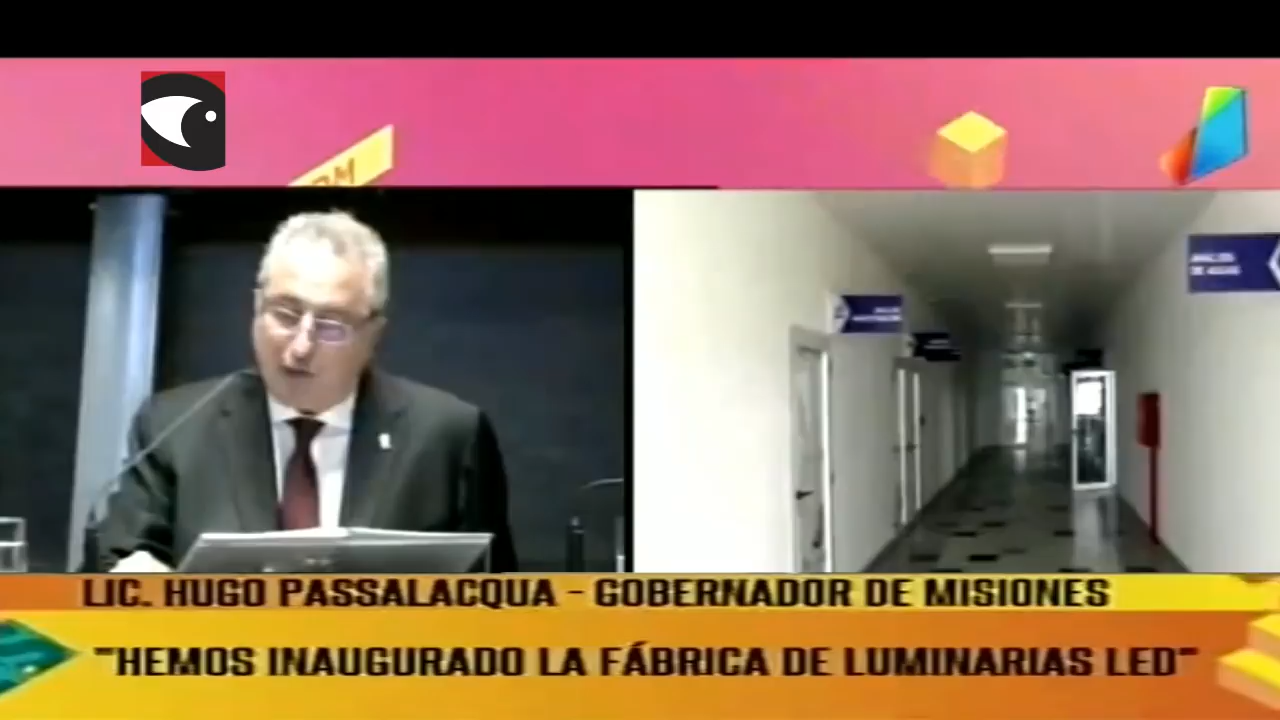 LIC. HUGO PASSALACQUA - GOBERNADOR DE MISIONES
"HEMOS INAUGURADO LA FÁBRICA DE LUMINARIAS LED"